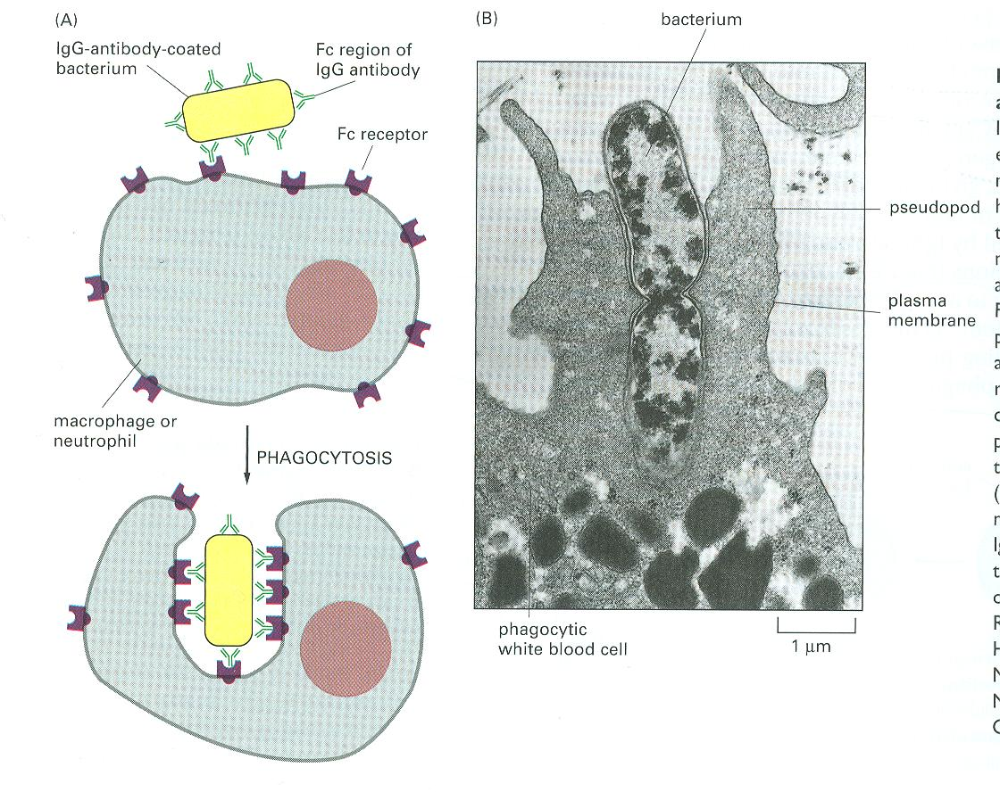 (A)
IgG-antibody-coated
bacterium
Fc region of
IgG antibody
Fc receptor
macrophage or
neutrophil
PHAGOCYTOSIS
(B)
bacterium
pseudopod
plasma
membrane
phagocytic
white blood cell
1 µm